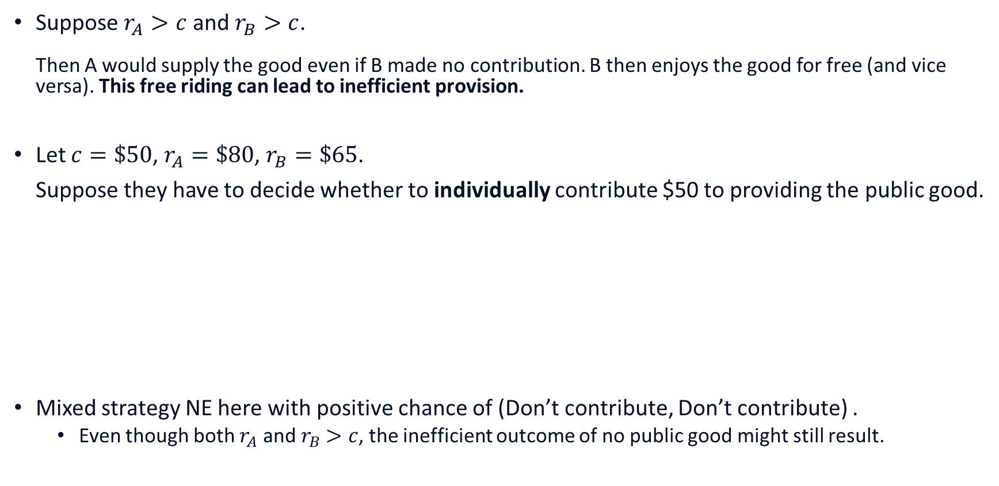 • Suppose r_A > c and r_B > c.
Then A would supply the good even if B made no contribution. B then enjoys the good for free (and vice
versa). This free riding can lead to inefficient provision.
• Let c = $50, r_A = $80, r_B = $65.
Suppose they have to decide whether to individually contribute $50 to providing the public good.
• Mixed strategy NE here with positive chance of (Don’t contribute, Don’t contribute) .
• Even though both r_A and r_B > c, the inefficient outcome of no public good might still result.